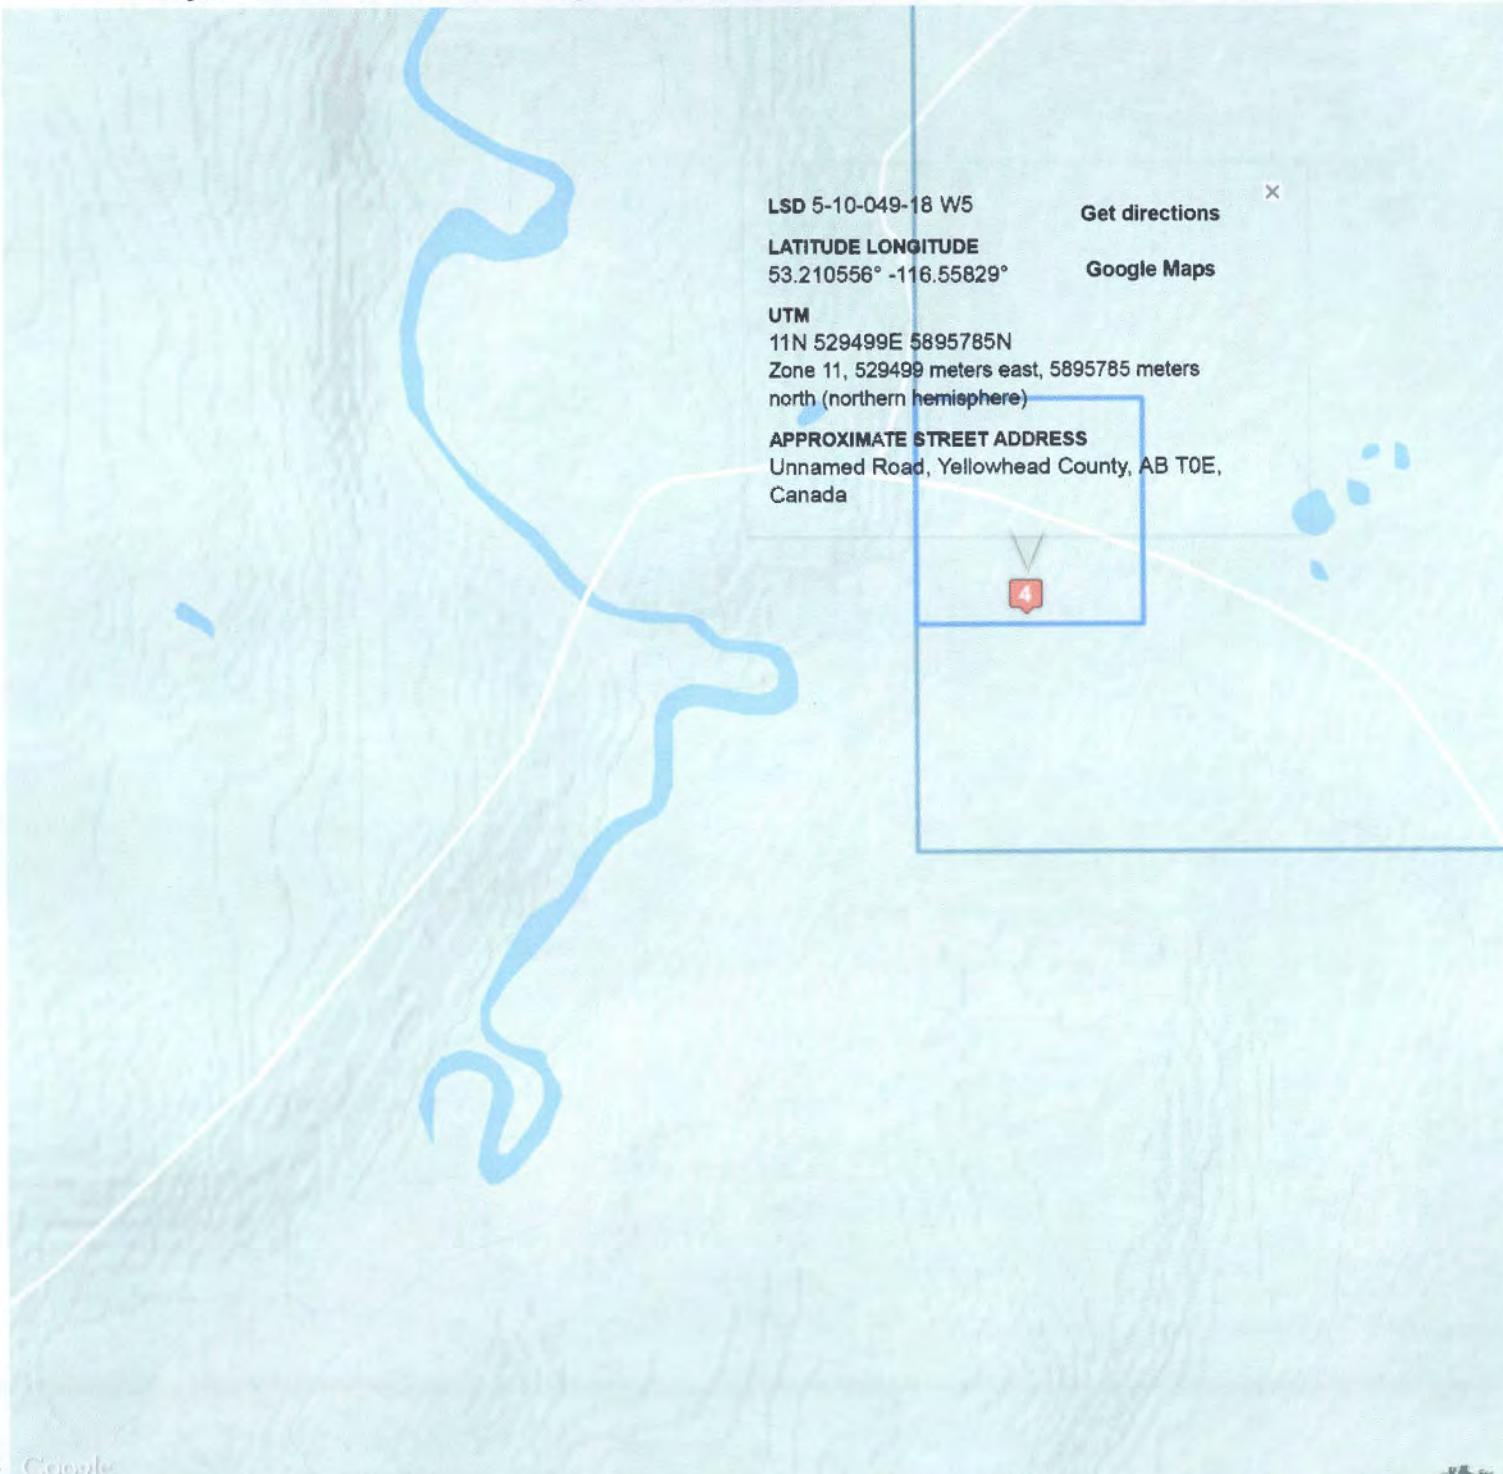 LSD 5-10-049-18 W5
Get directions
LATITUDE LONGITUDE
53.210556° -116.55829°
Google Maps
UTM
11N 529499E 5895785N
Zone 11, 529499 meters east, 5895785 meters
north (northern hemisphere)
APPROXIMATE STREET ADDRESS
Unnamed Road, Yellowhead County, AB T0E,
Canada
4
Google